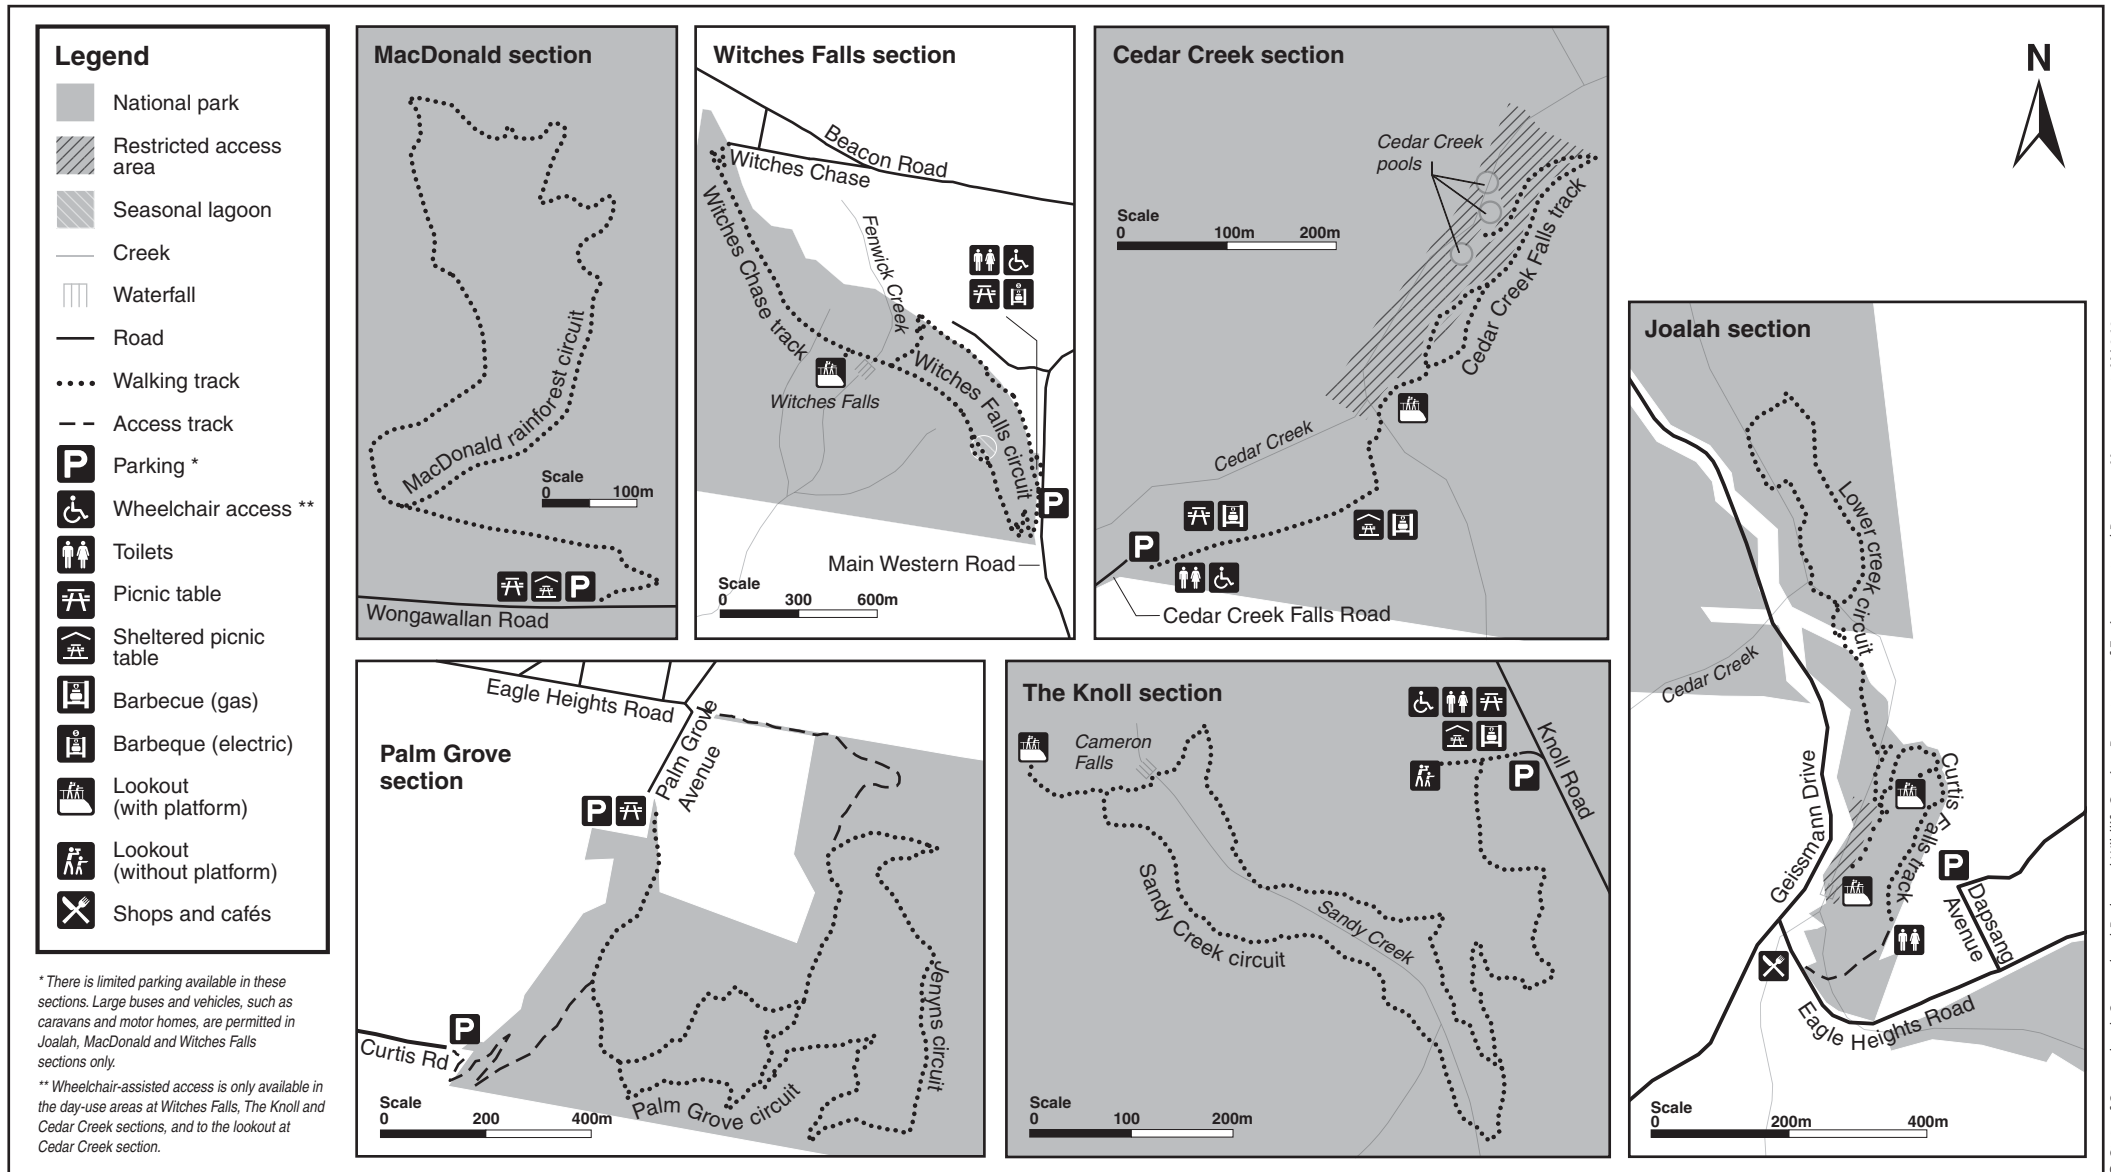 Legend
National park
Restricted access
area
Seasonal lagoon
Creek
Waterfall
Road
Walking track
Access track
P
Parking *
Wheelchair access **
Toilets
Picnic table
Sheltered picnic
table
Barbecue (gas)
Barbeque (electric)
Lookout
(with platform)
Lookout
(without platform)
Shops and cafés
* There is limited parking available in these
sections. Large buses and vehicles, such as
caravans and motor homes, are permitted in
Joalah, MacDonald and Witches Falls
sections only.
** Wheelchair-assisted access is only available in
the day-use areas at Witches Falls, The Knoll and
Cedar Creek sections, and to the lookout at
Cedar Creek section.
MacDonald section
MacDonald rainforest circuit
Scale
0 100m
P
Wongawallan Road
Witches Falls section
Beacon Road
Witches Chase
Witches Chase track
Fenwick Creek
Witches Falls
Witches Falls circuit
P
Main Western Road
Scale
0 300 600m
Cedar Creek section
Cedar Creek
pools
Scale
0 100m 200m
Cedar Creek Falls track
Cedar Creek
P
Cedar Creek Falls Road
N
Joalah section
Lower creek circuit
Cedar Creek
Geissmann Drive
Curtis Falls track
P
Dapsang
Avenue
Eagle Heights Road
Scale
0 200m 400m
Palm Grove
section
Eagle Heights Road
Palm Grove
Avenue
P
P
Curtis Rd
Jenyns circuit
Palm Grove circuit
Scale
0 200 400m
The Knoll section
Cameron
Falls
Knoll Road
P
Sandy Creek
Sandy Creek circuit
Scale
0 100 200m